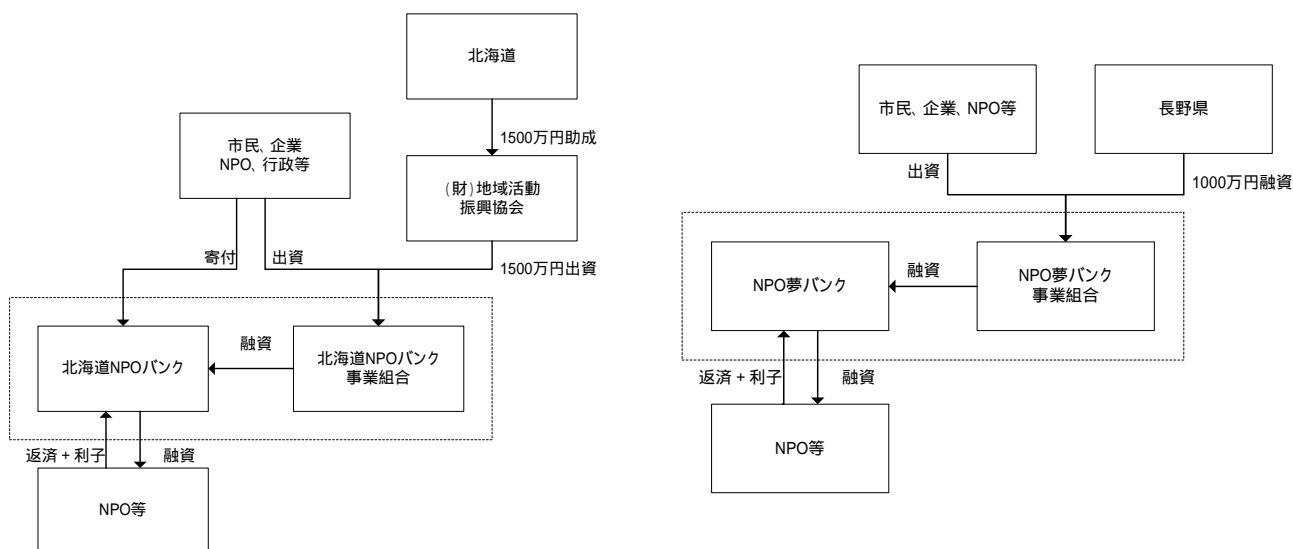 北海道
1500万円助成
市民、企業
NPO、行政等
(財)地域活動
振興協会
寄付
出資
1500万円出資
北海道NPOバンク
融資
北海道NPOバンク
事業組合
返済+利子
融資
NPO等
市民、企業、NPO等
長野県
出資
1000万円融資
NPO夢バンク
融資
NPO夢バンク
事業組合
返済+利子
融資
NPO等